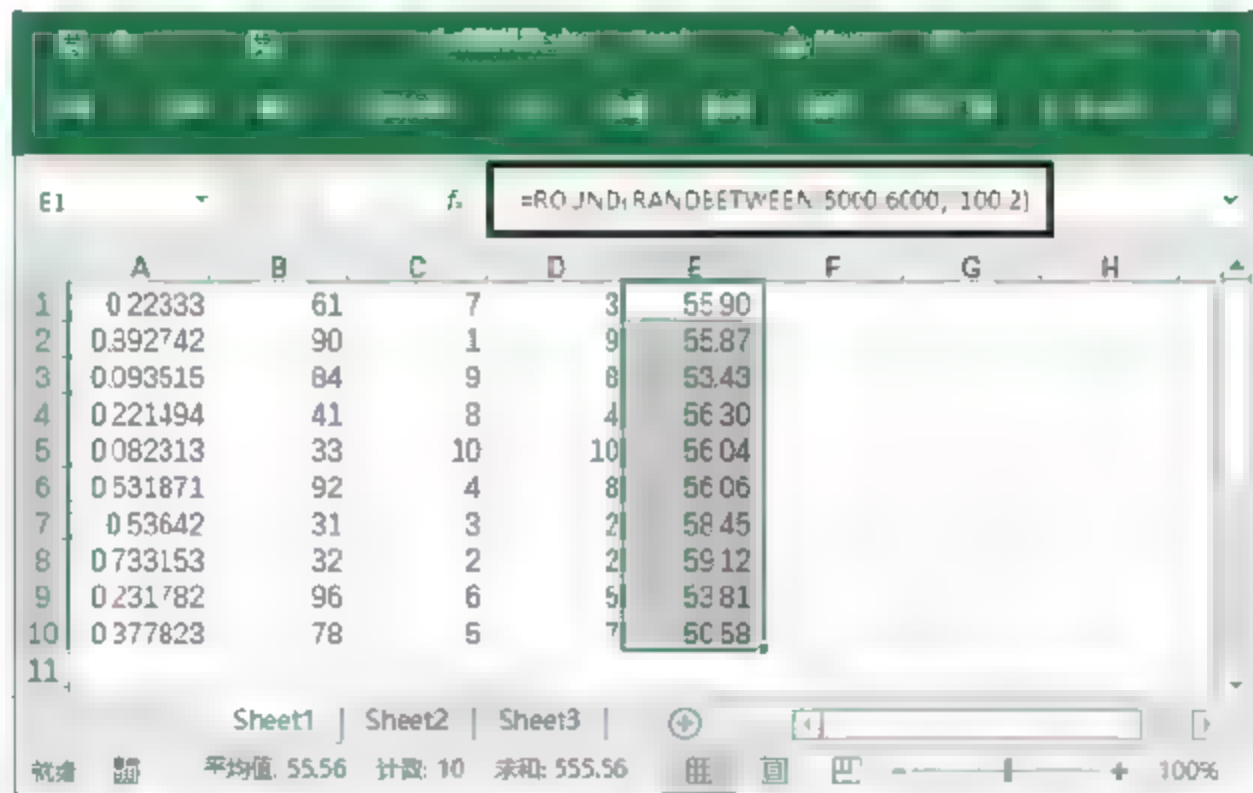 E1 fx =ROUND(RANDBETWEEN(5000,6000)/100,2)
A B C D E F G H
1 0.22333 61 7 3 55.90
2 0.392742 90 1 9 55.87
3 0.093515 84 9 8 53.43
4 0.221494 41 8 4 56.30
5 0.082313 33 10 10 56.04
6 0.531871 92 4 8 56.06
7 0.53642 31 3 2 58.45
8 0.733153 32 2 2 59.12
9 0.231782 96 6 5 53.81
10 0.377823 78 5 7 50.58
11
Sheet1 Sheet2 Sheet3
就绪 平均值: 55.56 计数: 10 求和: 555.56 100%